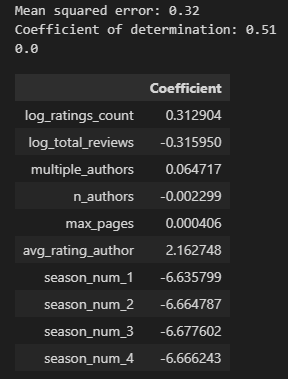 Mean squared error: 0.32
Coefficient of determination: 0.51
0.0
Coefficient
log_ratings_count 0.312904
log_total_reviews -0.315950
multiple_authors 0.064717
n_authors -0.002299
max_pages 0.000406
avg_rating_author 2.162748
season_num_1 -6.635799
season_num_2 -6.664787
season_num_3 -6.677602
season_num_4 -6.666243